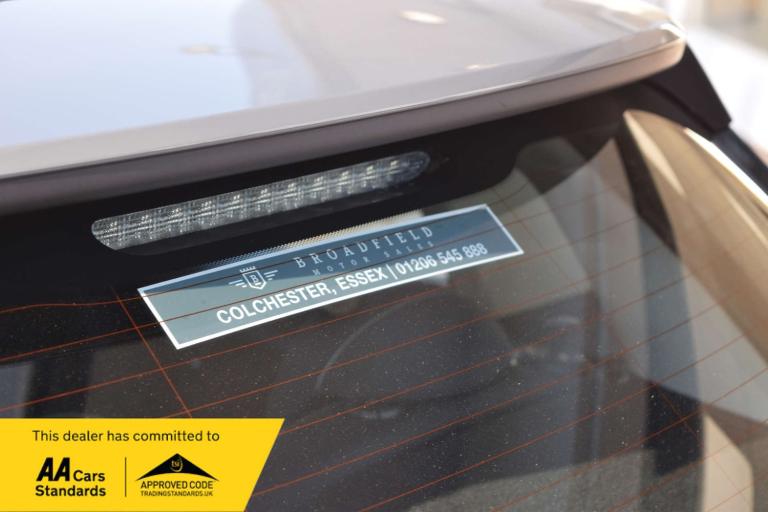 BROADFIELD
MOTOR SALES
COLCHESTER, ESSEX | 01206 545 888
This dealer has committed to
AA Cars
Standards
tsi
APPROVED CODE
TRADINGSTANDARDS.UK